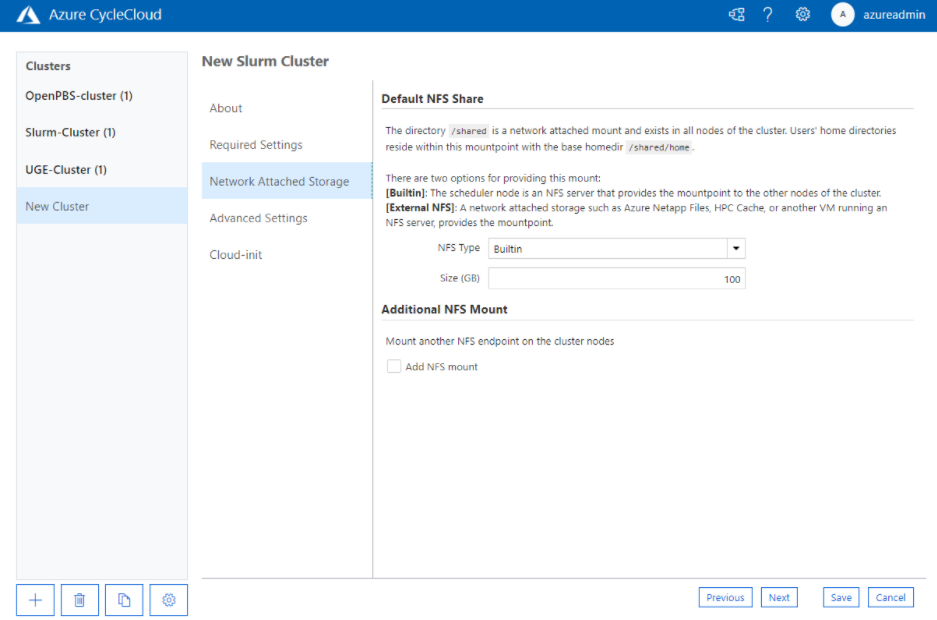 Azure CycleCloud
?
A
azureadmin
Clusters
OpenPBS-cluster (1)
Slurm-Cluster (1)
UGE-Cluster (1)
New Cluster
New Slurm Cluster
About
Required Settings
Network Attached Storage
Advanced Settings
Cloud-init
Default NFS Share
The directory /shared is a network attached mount and exists in all nodes of the cluster. Users' home directories
reside within this mountpoint with the base homedir /shared/home.
There are two options for providing this mount:
[Builtin]: The scheduler node is an NFS server that provides the mountpoint to the other nodes of the cluster.
[External NFS]: A network attached storage such as Azure Netapp Files, HPC Cache, or another VM running an
NFS server, provides the mountpoint.
NFS Type Builtin
Size (GB) 100
Additional NFS Mount
Mount another NFS endpoint on the cluster nodes
Add NFS mount
Previous Next Save Cancel